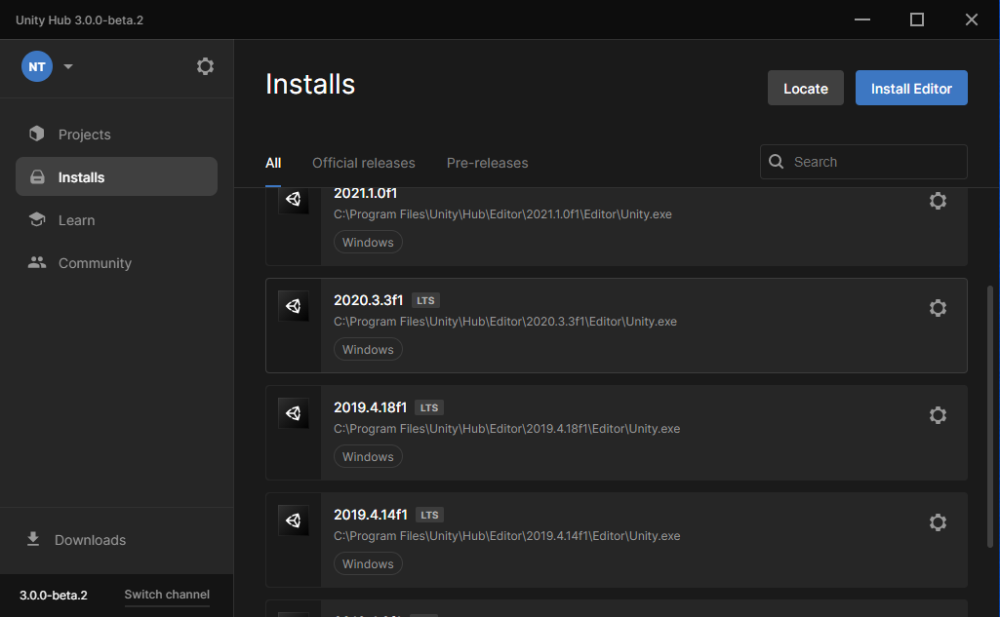 Unity Hub 3.0.0-beta.2
NT
Projects
Installs
Learn
Community
Downloads
3.0.0-beta.2 Switch channel
Installs
Locate Install Editor
All Official releases Pre-releases Search
2021.1.0f1
C:\Program Files\Unity\Hub\Editor\2021.1.0f1\Editor\Unity.exe
Windows
2020.3.3f1 LTS
C:\Program Files\Unity\Hub\Editor\2020.3.3f1\Editor\Unity.exe
Windows
2019.4.18f1 LTS
C:\Program Files\Unity\Hub\Editor\2019.4.18f1\Editor\Unity.exe
Windows
2019.4.14f1 LTS
C:\Program Files\Unity\Hub\Editor\2019.4.14f1\Editor\Unity.exe
Windows